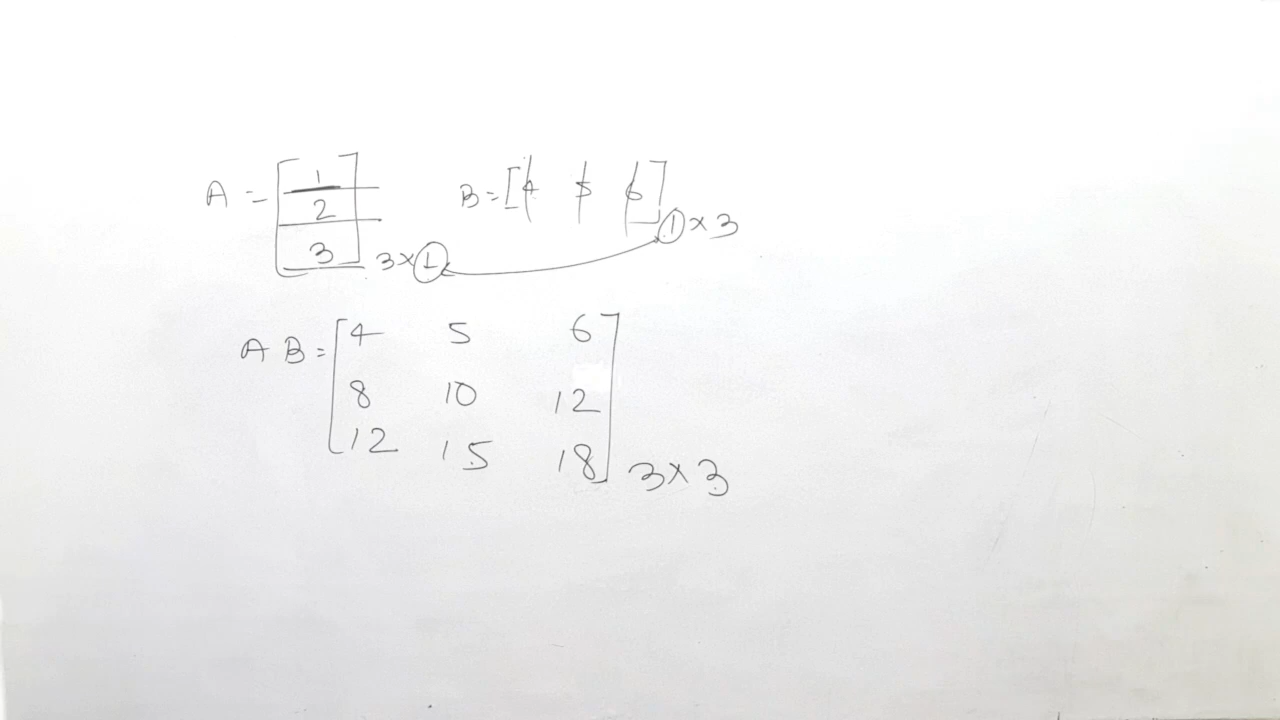 A = [1 2 3] 3×1 B = [4 5 6] 1×3
AB = [4 5 6
8 10 12
12 15 18] 3×3